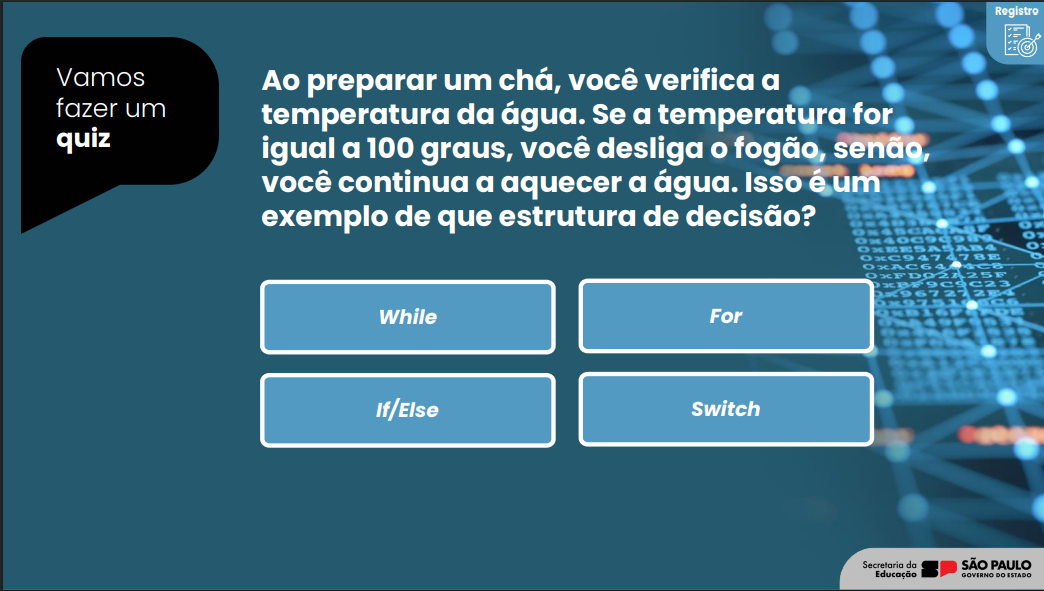 Registro
Vamos
fazer um
quiz
Ao preparar um chá, você verifica a
temperatura da água. Se a temperatura for
igual a 100 graus, você desliga o fogão, senão,
você continua a aquecer a água. Isso é um
exemplo de que estrutura de decisão?
While
For
If/Else
Switch
Secretaria da
Educação
SÃO PAULO
GOVERNO DO ESTADO